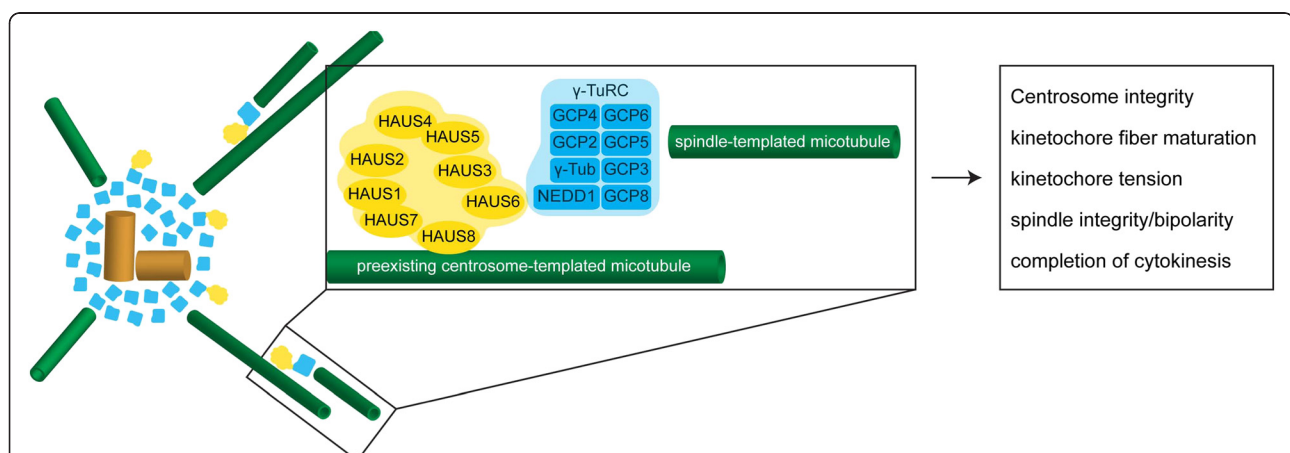 γ-TuRC
HAUS4
HAUS5
HAUS2
HAUS3
HAUS1
HAUS6
HAUS7
HAUS8
GCP4 GCP6
GCP2 GCP5
γ-Tub GCP3
NEDD1 GCP8
spindle-templated micotubule
preexisting centrosome-templated micotubule
Centrosome integrity
kinetochore fiber maturation
kinetochore tension
spindle integrity/bipolarity
completion of cytokinesis